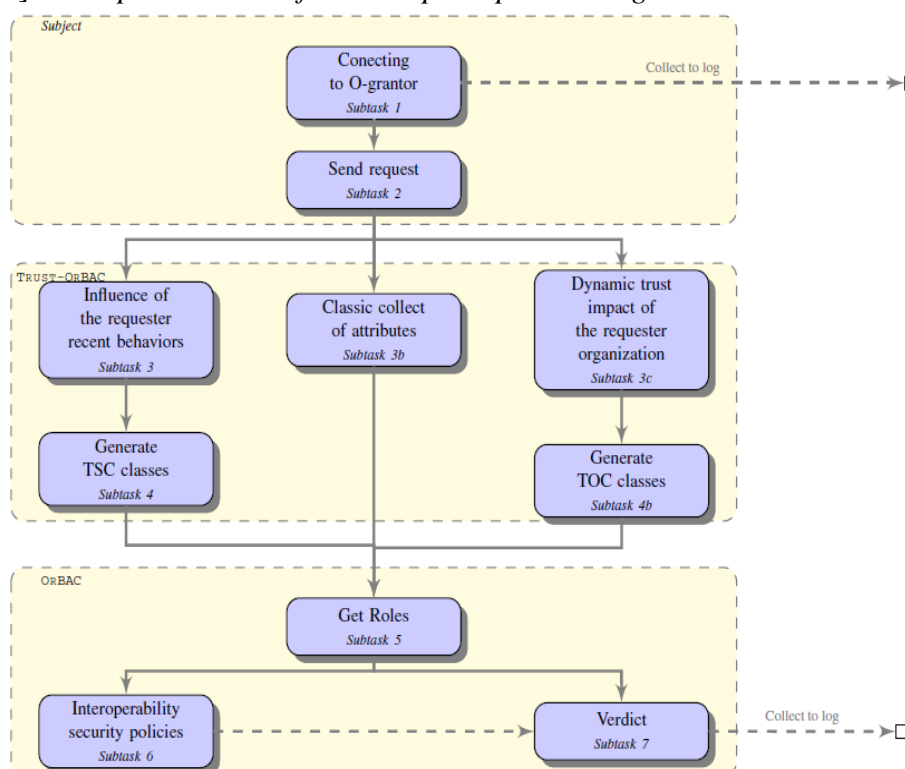 Subject
Conecting
to O-grantor
Subtask 1
Collect to log
Send request
Subtask 2
TRUST-ORBAC
Influence of
the requester
recent behaviors
Subtask 3
Classic collect
of attributes
Subtask 3b
Dynamic trust
impact of
the requester
organization
Subtask 3c
Generate
TSC classes
Subtask 4
Generate
TOC classes
Subtask 4b
ORBAC
Get Roles
Subtask 5
Interoperability
security policies
Subtask 6
Verdict
Subtask 7
Collect to log